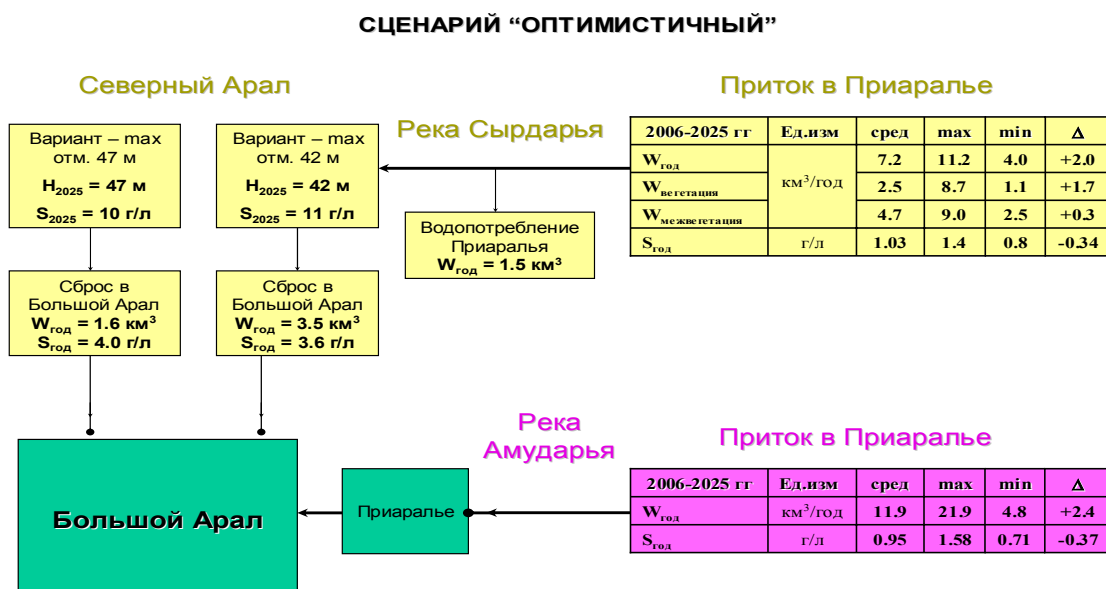 СЦЕНАРИЙ “ОПТИМИСТИЧНЫЙ”
Северный Арал
Приток в Приаралье
Вариант – max
отм. 47 м
H2025 = 47 м
S2025 = 10 г/л
Вариант – max
отм. 42 м
H2025 = 42 м
S2025 = 11 г/л
Река Сырдарья
2006-2025 гг Ед.изм сред max min Δ
Wгод км³/год 7.2 11.2 4.0 +2.0
Wвегетация 2.5 8.7 1.1 +1.7
Wмежвегетация 4.7 9.0 2.5 +0.3
Sгод г/л 1.03 1.4 0.8 -0.34
Водопотребление
Приаралья
Wгод = 1.5 км³
Сброс в
Большой Арал
Wгод = 1.6 км³
Sгод = 4.0 г/л
Сброс в
Большой Арал
Wгод = 3.5 км³
Sгод = 3.6 г/л
Река
Амударья
Приток в Приаралье
Большой Арал
Приаралье
2006-2025 гг Ед.изм сред max min Δ
Wгод км³/год 11.9 21.9 4.8 +2.4
Sгод г/л 0.95 1.58 0.71 -0.37